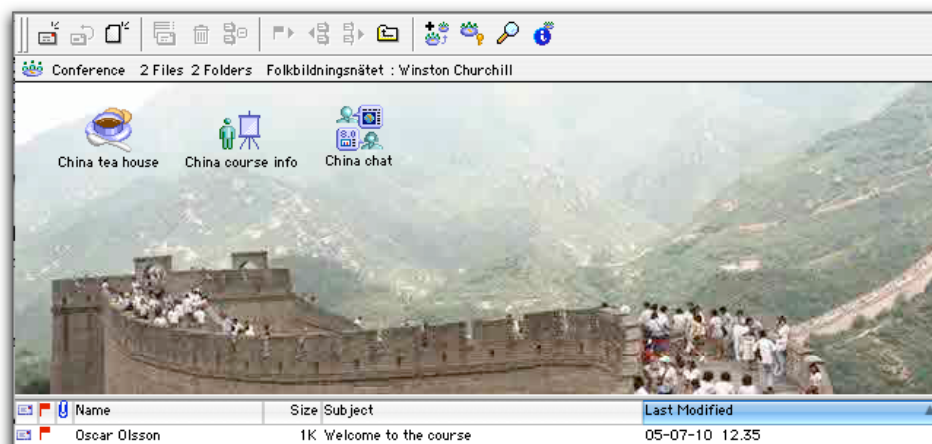 Conference 2 Files 2 Folders Folkbildningsnätet : Winston Churchill
China tea house China course info China chat
Name Size Subject Last Modified
Oscar Olsson 1K Welcome to the course 05-07-10 12.35